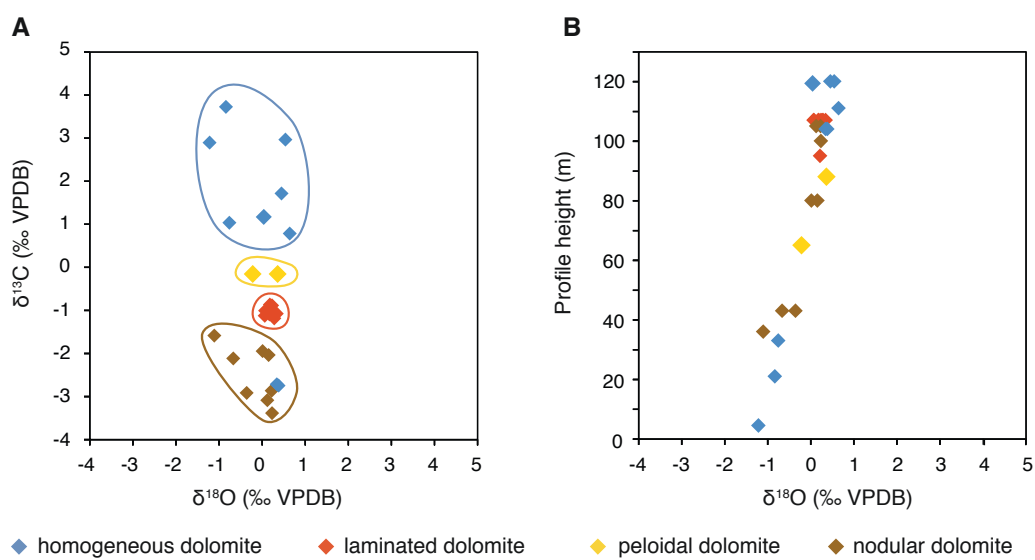 A
B
5
4
3
2
1
0
-1
-2
-3
-4
δ¹³C (‰ VPDB)
-4 -3 -2 -1 0 1 2 3 4 5
δ¹⁸O (‰ VPDB)
120
100
80
60
40
20
0
Profile height (m)
-4 -3 -2 -1 0 1 2 3 4 5
δ¹⁸O (‰ VPDB)
homogeneous dolomite laminated dolomite peloidal dolomite nodular dolomite